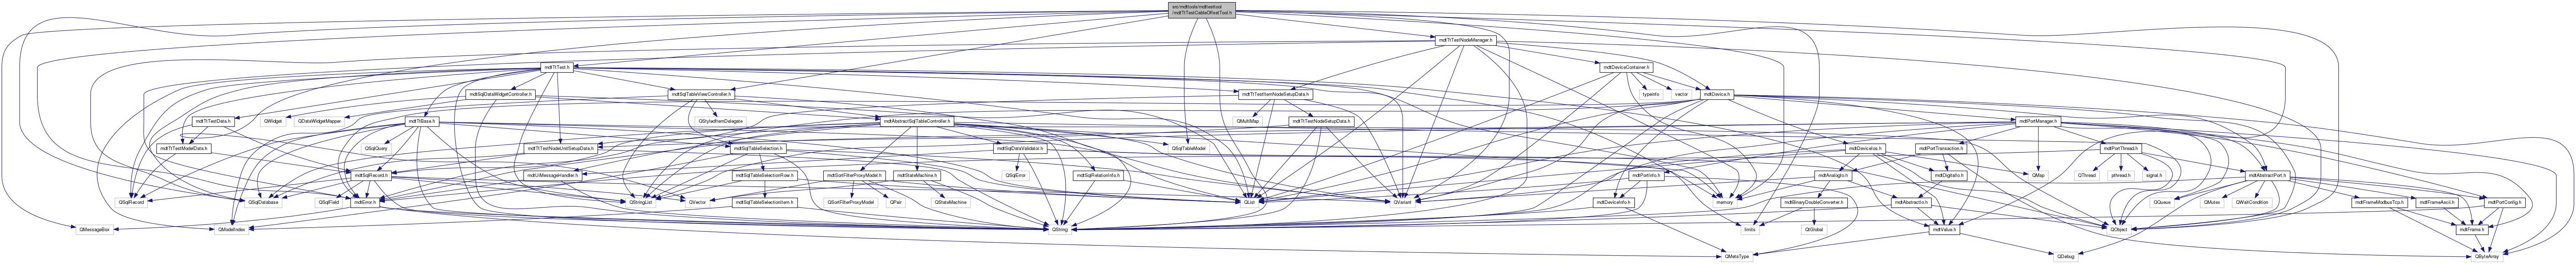 src/mdttools/mdttesttool
/mdtTtTestCableOffsetTool.h
mdtTtTestNodeManager.h
mdtTtTest.h
mdtDeviceContainer.h
mdtSqlDataWidgetController.h
mdtSqlTableViewController.h
mdtTtTestItemNodeSetupData.h
typeinfo
vector
mdtDevice.h
mdtTtTestData.h
QWidget
QDataWidgetMapper
mdtTtBase.h
QStyledItemDelegate
mdtAbstractSqlTableController.h
QMultiMap
mdtTtTestNodeSetupData.h
mdtPortManager.h
mdtTtTestModelData.h
QSqlQuery
mdtTtTestNodeUnitSetupData.h
mdtSqlTableSelection.h
QSqlTableModel
mdtSqlDataValidator.h
mdtDeviceIos.h
mdtPortTransaction.h
mdtPortThread.h
mdtSqlRecord.h
mdtUiMessageHandler.h
mdtSqlTableSelectionRow.h
mdtSortFilterProxyModel.h
mdtStateMachine.h
QSqlError
mdtSqlRelationInfo.h
mdtPortInfo.h
mdtAnalogIo.h
mdtDigitalIo.h
QMap
QThread
pthread.h
signal.h
mdtAbstractPort.h
QSqlRecord
QSqlDatabase
QSqlField
mdtError.h
QStringList
mdtSqlTableSelectionItem.h
QVector
QSortFilterProxyModel
QPair
QStateMachine
QList
QVariant
mdtDeviceInfo.h
memory
mdtBinaryDoubleConverter.h
mdtAbstractIo.h
QQueue
QMutex
QWaitCondition
mdtFrameModbusTcp.h
mdtFrameAscii.h
mdtPortConfig.h
QMessageBox
QModelIndex
QString
limits
QtGlobal
mdtValue.h
QObject
mdtFrame.h
QMetaType
QDebug
QByteArray